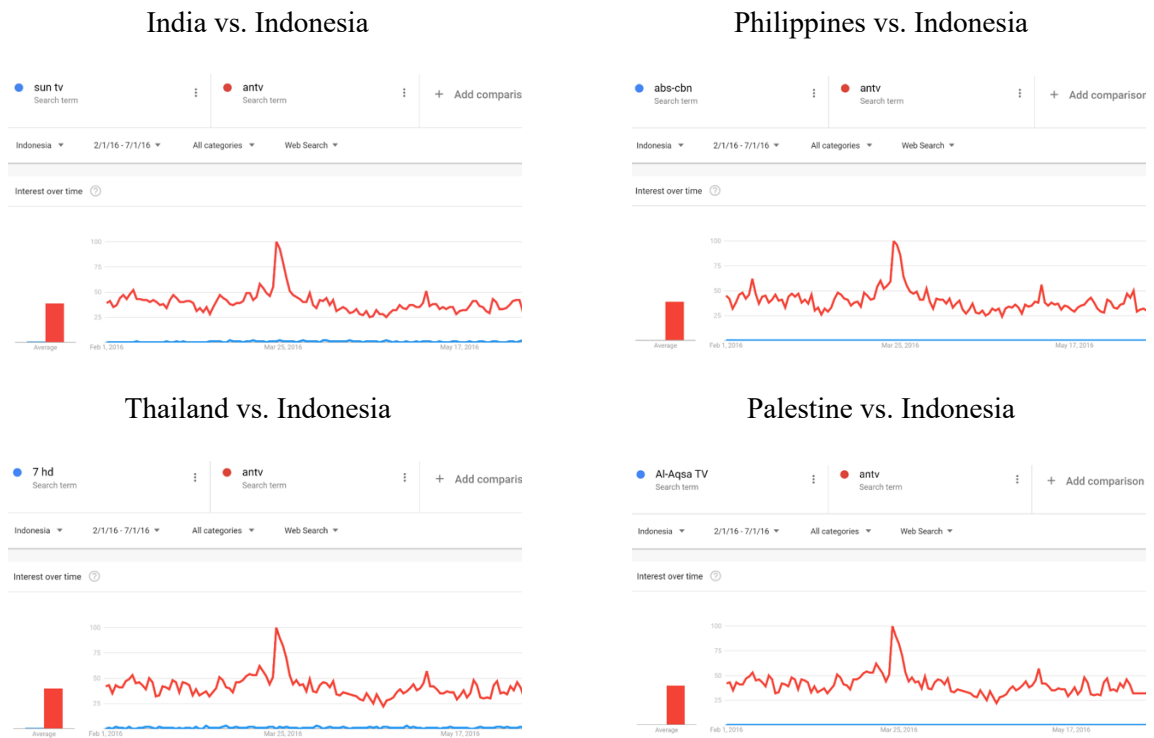 India vs. Indonesia
sun tv
Search term
antv
Search term
+ Add comparis
Indonesia 2/1/16 - 7/1/16 All categories Web Search
Interest over time ?
100
75
50
25
Average
Feb 1, 2016 Mar 25, 2016 May 17, 2016
Philippines vs. Indonesia
abs-cbn
Search term
antv
Search term
+ Add comparison
Indonesia 2/1/16 - 7/1/16 All categories Web Search
Interest over time ?
100
75
50
25
Average
Feb 1, 2016 Mar 25, 2016 May 17, 2016
Thailand vs. Indonesia
7 hd
Search term
antv
Search term
+ Add comparis
Indonesia 2/1/16 - 7/1/16 All categories Web Search
Interest over time ?
100
75
50
25
Average
Feb 1, 2016 Mar 25, 2016 May 17, 2016
Palestine vs. Indonesia
Al-Aqsa TV
Search term
antv
Search term
+ Add comparison
Indonesia 2/1/16 - 7/1/16 All categories Web Search
Interest over time ?
100
75
50
25
Average
Feb 1, 2016 Mar 25, 2016 May 17, 2016